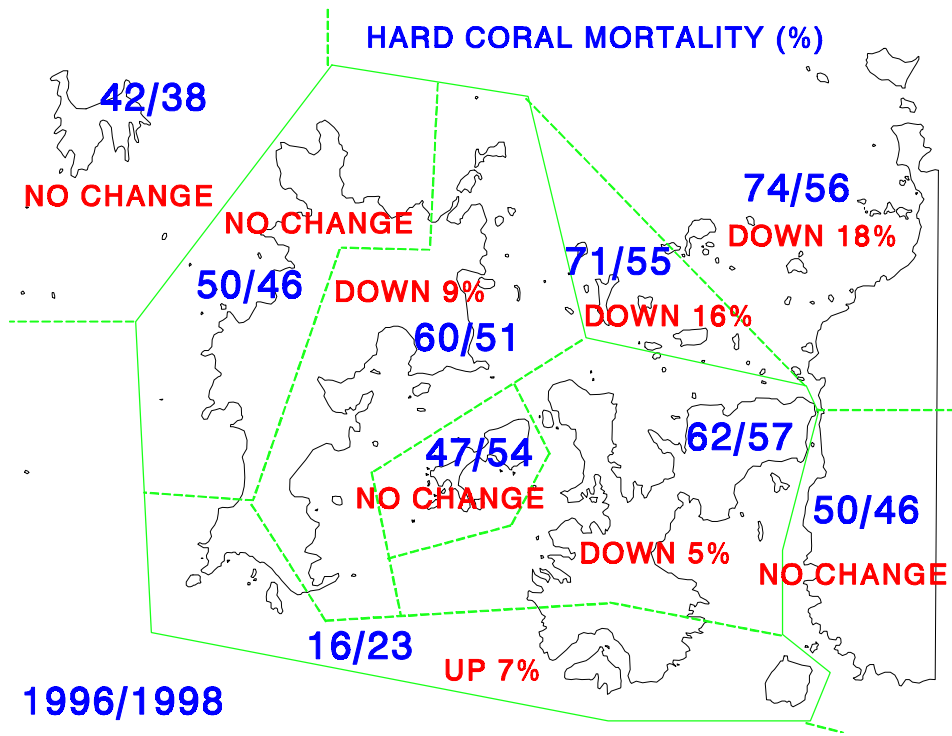 HARD CORAL MORTALITY (%)
42/38
NO CHANGE
NO CHANGE
50/46
74/56
DOWN 18%
71/55
DOWN 16%
DOWN 9%
60/51
47/54
NO CHANGE
62/57
DOWN 5%
50/46
NO CHANGE
16/23
UP 7%
1996/1998